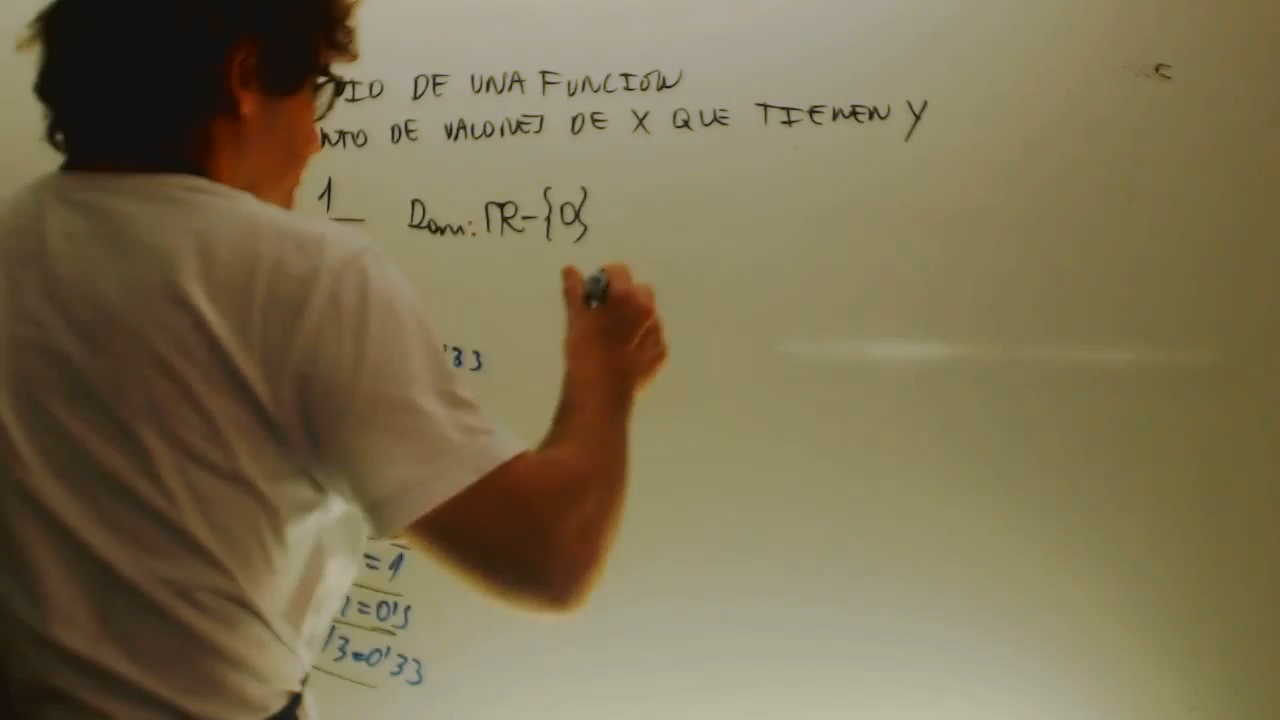 IO DE UNA FUNCION
NTO DE VALORES DE X QUE TIENEN Y
1 Dom: R-{0}
'33
=1
1=0'5
/3=0'33